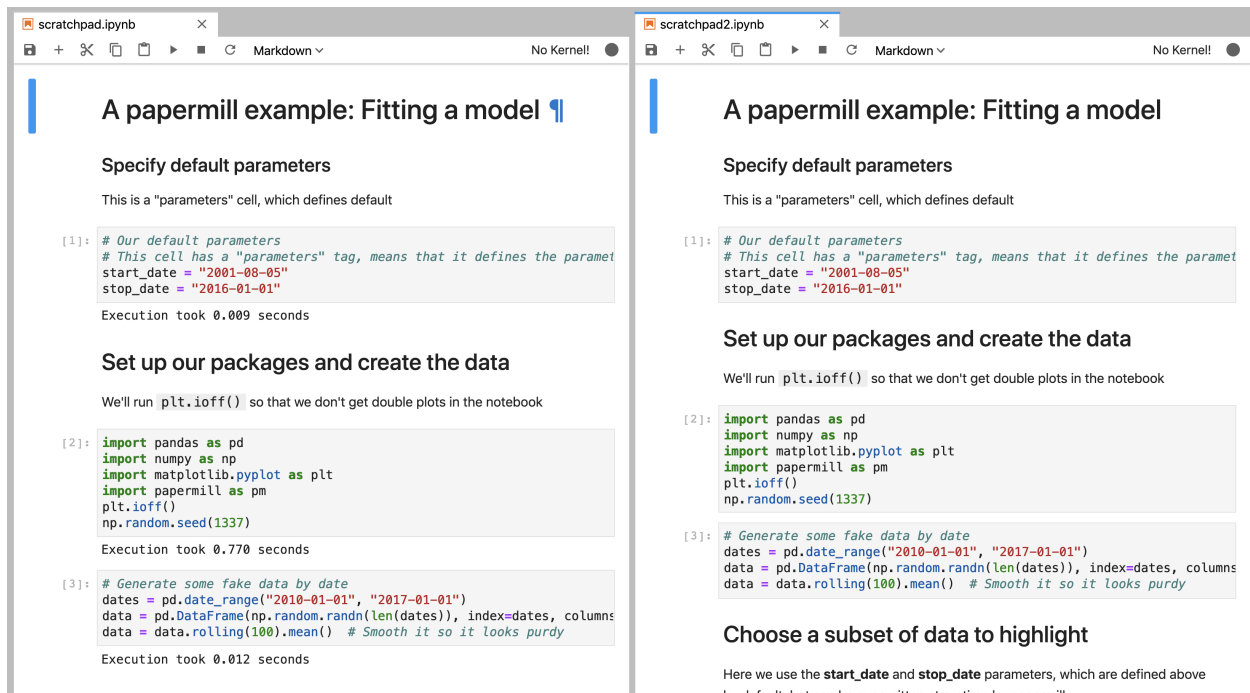 scratchpad.ipynb
Markdown
No Kernel!
A papermill example: Fitting a model ¶
Specify default parameters
This is a "parameters" cell, which defines default
[1]:
# Our default parameters
# This cell has a "parameters" tag, means that it defines the paramet
start_date = "2001-08-05"
stop_date = "2016-01-01"
Execution took 0.009 seconds
Set up our packages and create the data
We'll run plt.ioff() so that we don't get double plots in the notebook
[2]:
import pandas as pd
import numpy as np
import matplotlib.pyplot as plt
import papermill as pm
plt.ioff()
np.random.seed(1337)
Execution took 0.770 seconds
[3]:
# Generate some fake data by date
dates = pd.date_range("2010-01-01", "2017-01-01")
data = pd.DataFrame(np.random.randn(len(dates)), index=dates, columns
data = data.rolling(100).mean()  # Smooth it so it looks purdy
Execution took 0.012 seconds
scratchpad2.ipynb
Markdown
No Kernel!
A papermill example: Fitting a model
Specify default parameters
This is a "parameters" cell, which defines default
[1]:
# Our default parameters
# This cell has a "parameters" tag, means that it defines the paramet
start_date = "2001-08-05"
stop_date = "2016-01-01"
Set up our packages and create the data
We'll run plt.ioff() so that we don't get double plots in the notebook
[2]:
import pandas as pd
import numpy as np
import matplotlib.pyplot as plt
import papermill as pm
plt.ioff()
np.random.seed(1337)
[3]:
# Generate some fake data by date
dates = pd.date_range("2010-01-01", "2017-01-01")
data = pd.DataFrame(np.random.randn(len(dates)), index=dates, columns
data = data.rolling(100).mean()  # Smooth it so it looks purdy
Choose a subset of data to highlight
Here we use the start_date and stop_date parameters, which are defined above